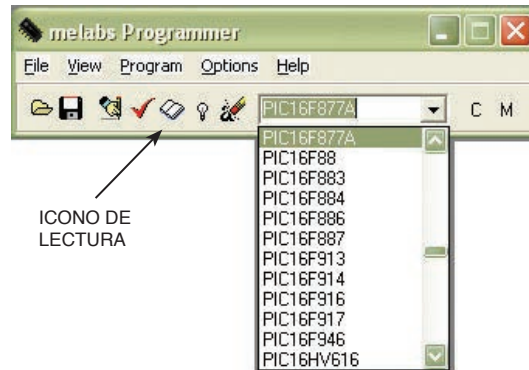 melabs Programmer
File View Program Options Help
PIC16F877A C M
PIC16F877A
PIC16F88
PIC16F883
PIC16F884
PIC16F886
PIC16F887
PIC16F913
PIC16F914
PIC16F916
PIC16F917
PIC16F946
PIC16HV616
ICONO DE
LECTURA